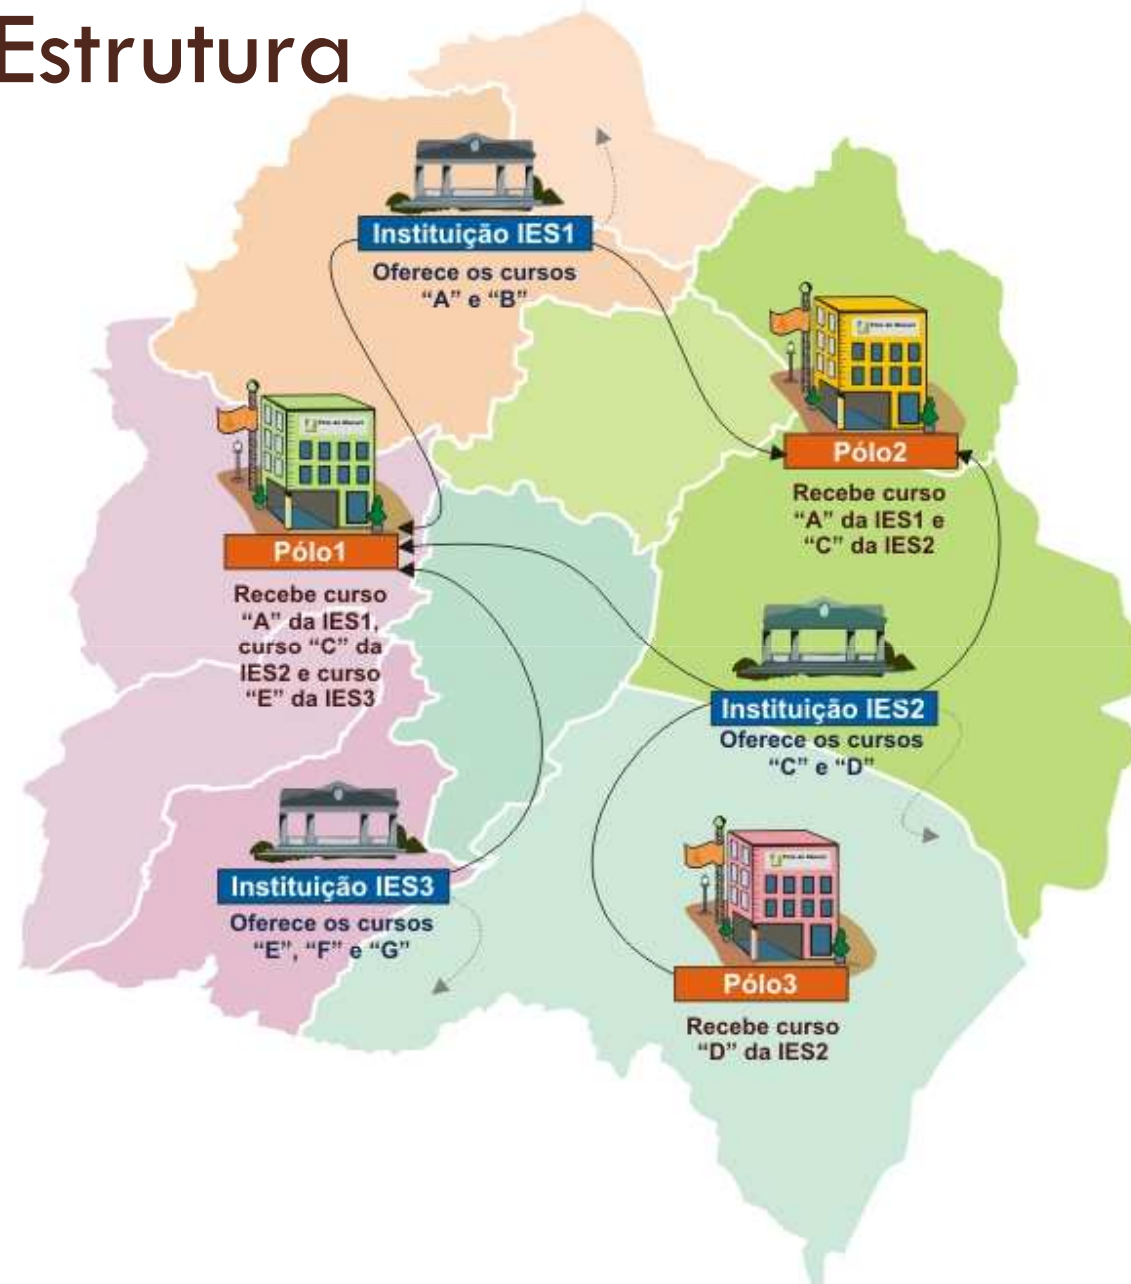 Estrutura
Instituição IES1
Oferece os cursos
“A” e “B”
Pólo2
Recebe curso
“A” da IES1 e
“C” da IES2
Pólo1
Recebe curso
“A” da IES1,
curso “C” da
IES2 e curso
“E” da IES3
Instituição IES2
Oferece os cursos
“C” e “D”
Instituição IES3
Oferece os cursos
“E”, “F” e “G”
Pólo3
Recebe curso
“D” da IES2